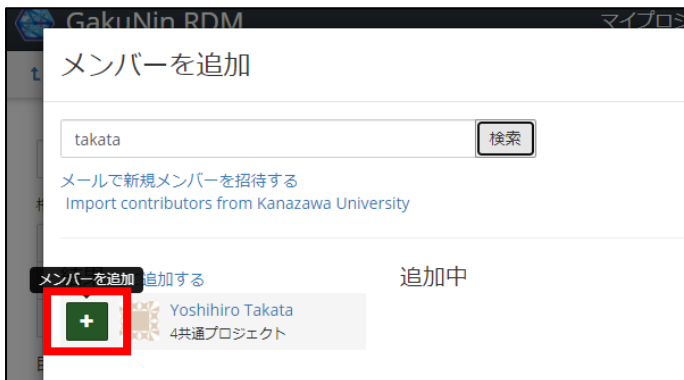 GakuNin RDM
マイプロジ
メンバーを追加
takata
検索
メールで新規メンバーを招待する
Import contributors from Kanazawa University
メンバーを追加
追加する
追加中
Yoshihiro Takata
4共通プロジェクト